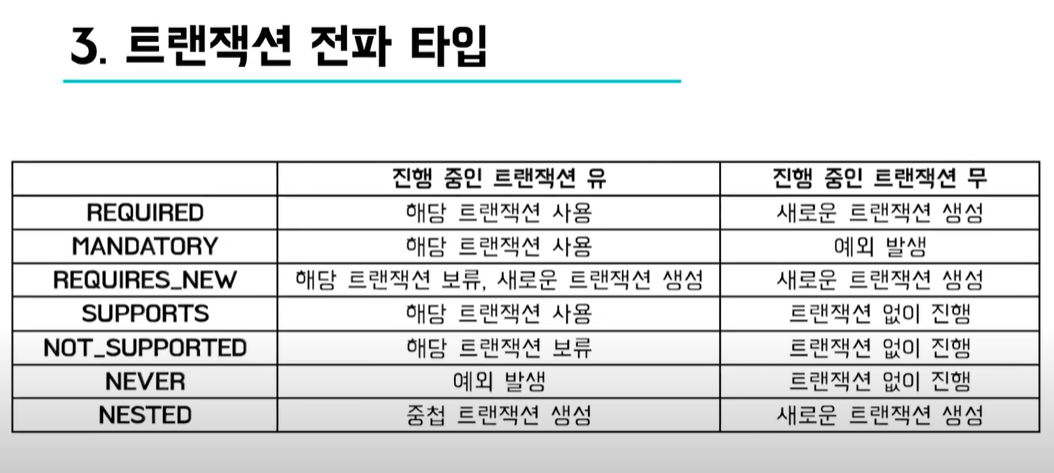 3. 트랜잭션 전파 타입
진행 중인 트랜잭션 유 진행 중인 트랜잭션 무
REQUIRED 해당 트랜잭션 사용 새로운 트랜잭션 생성
MANDATORY 해당 트랜잭션 사용 예외 발생
REQUIRES_NEW 해당 트랜잭션 보류, 새로운 트랜잭션 생성 새로운 트랜잭션 생성
SUPPORTS 해당 트랜잭션 사용 트랜잭션 없이 진행
NOT_SUPPORTED 해당 트랜잭션 보류 트랜잭션 없이 진행
NEVER 예외 발생 트랜잭션 없이 진행
NESTED 중첩 트랜잭션 생성 새로운 트랜잭션 생성